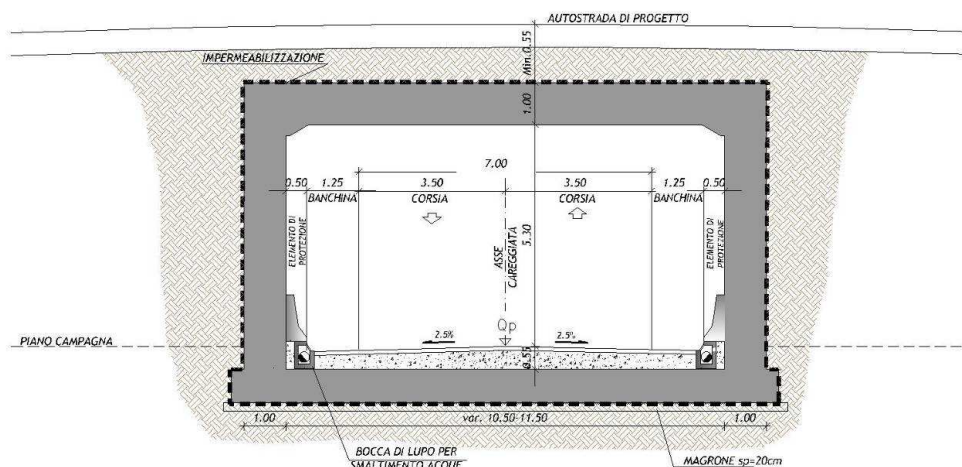 AUTOSTRADA DI PROGETTO
IMPERMEABILIZZAZIONE
Min.0.55
1.00
7.00
0.50
1.25
3.50
3.50
1.25
0.50
BANCHINA
CORSIA
CORSIA
BANCHINA
ELEMENTO DI
PROTEZIONE
ASSE
CAREGGIATA
5.30
ELEMENTO DI
PROTEZIONE
Qp
PIANO CAMPAGNA
2.5%
2.5%
0.55
1.00
var. 10.50-11.50
1.00
BOCCA DI LUPO PER
SMALTIMENTO ACQUE
MAGRONE sp=20cm